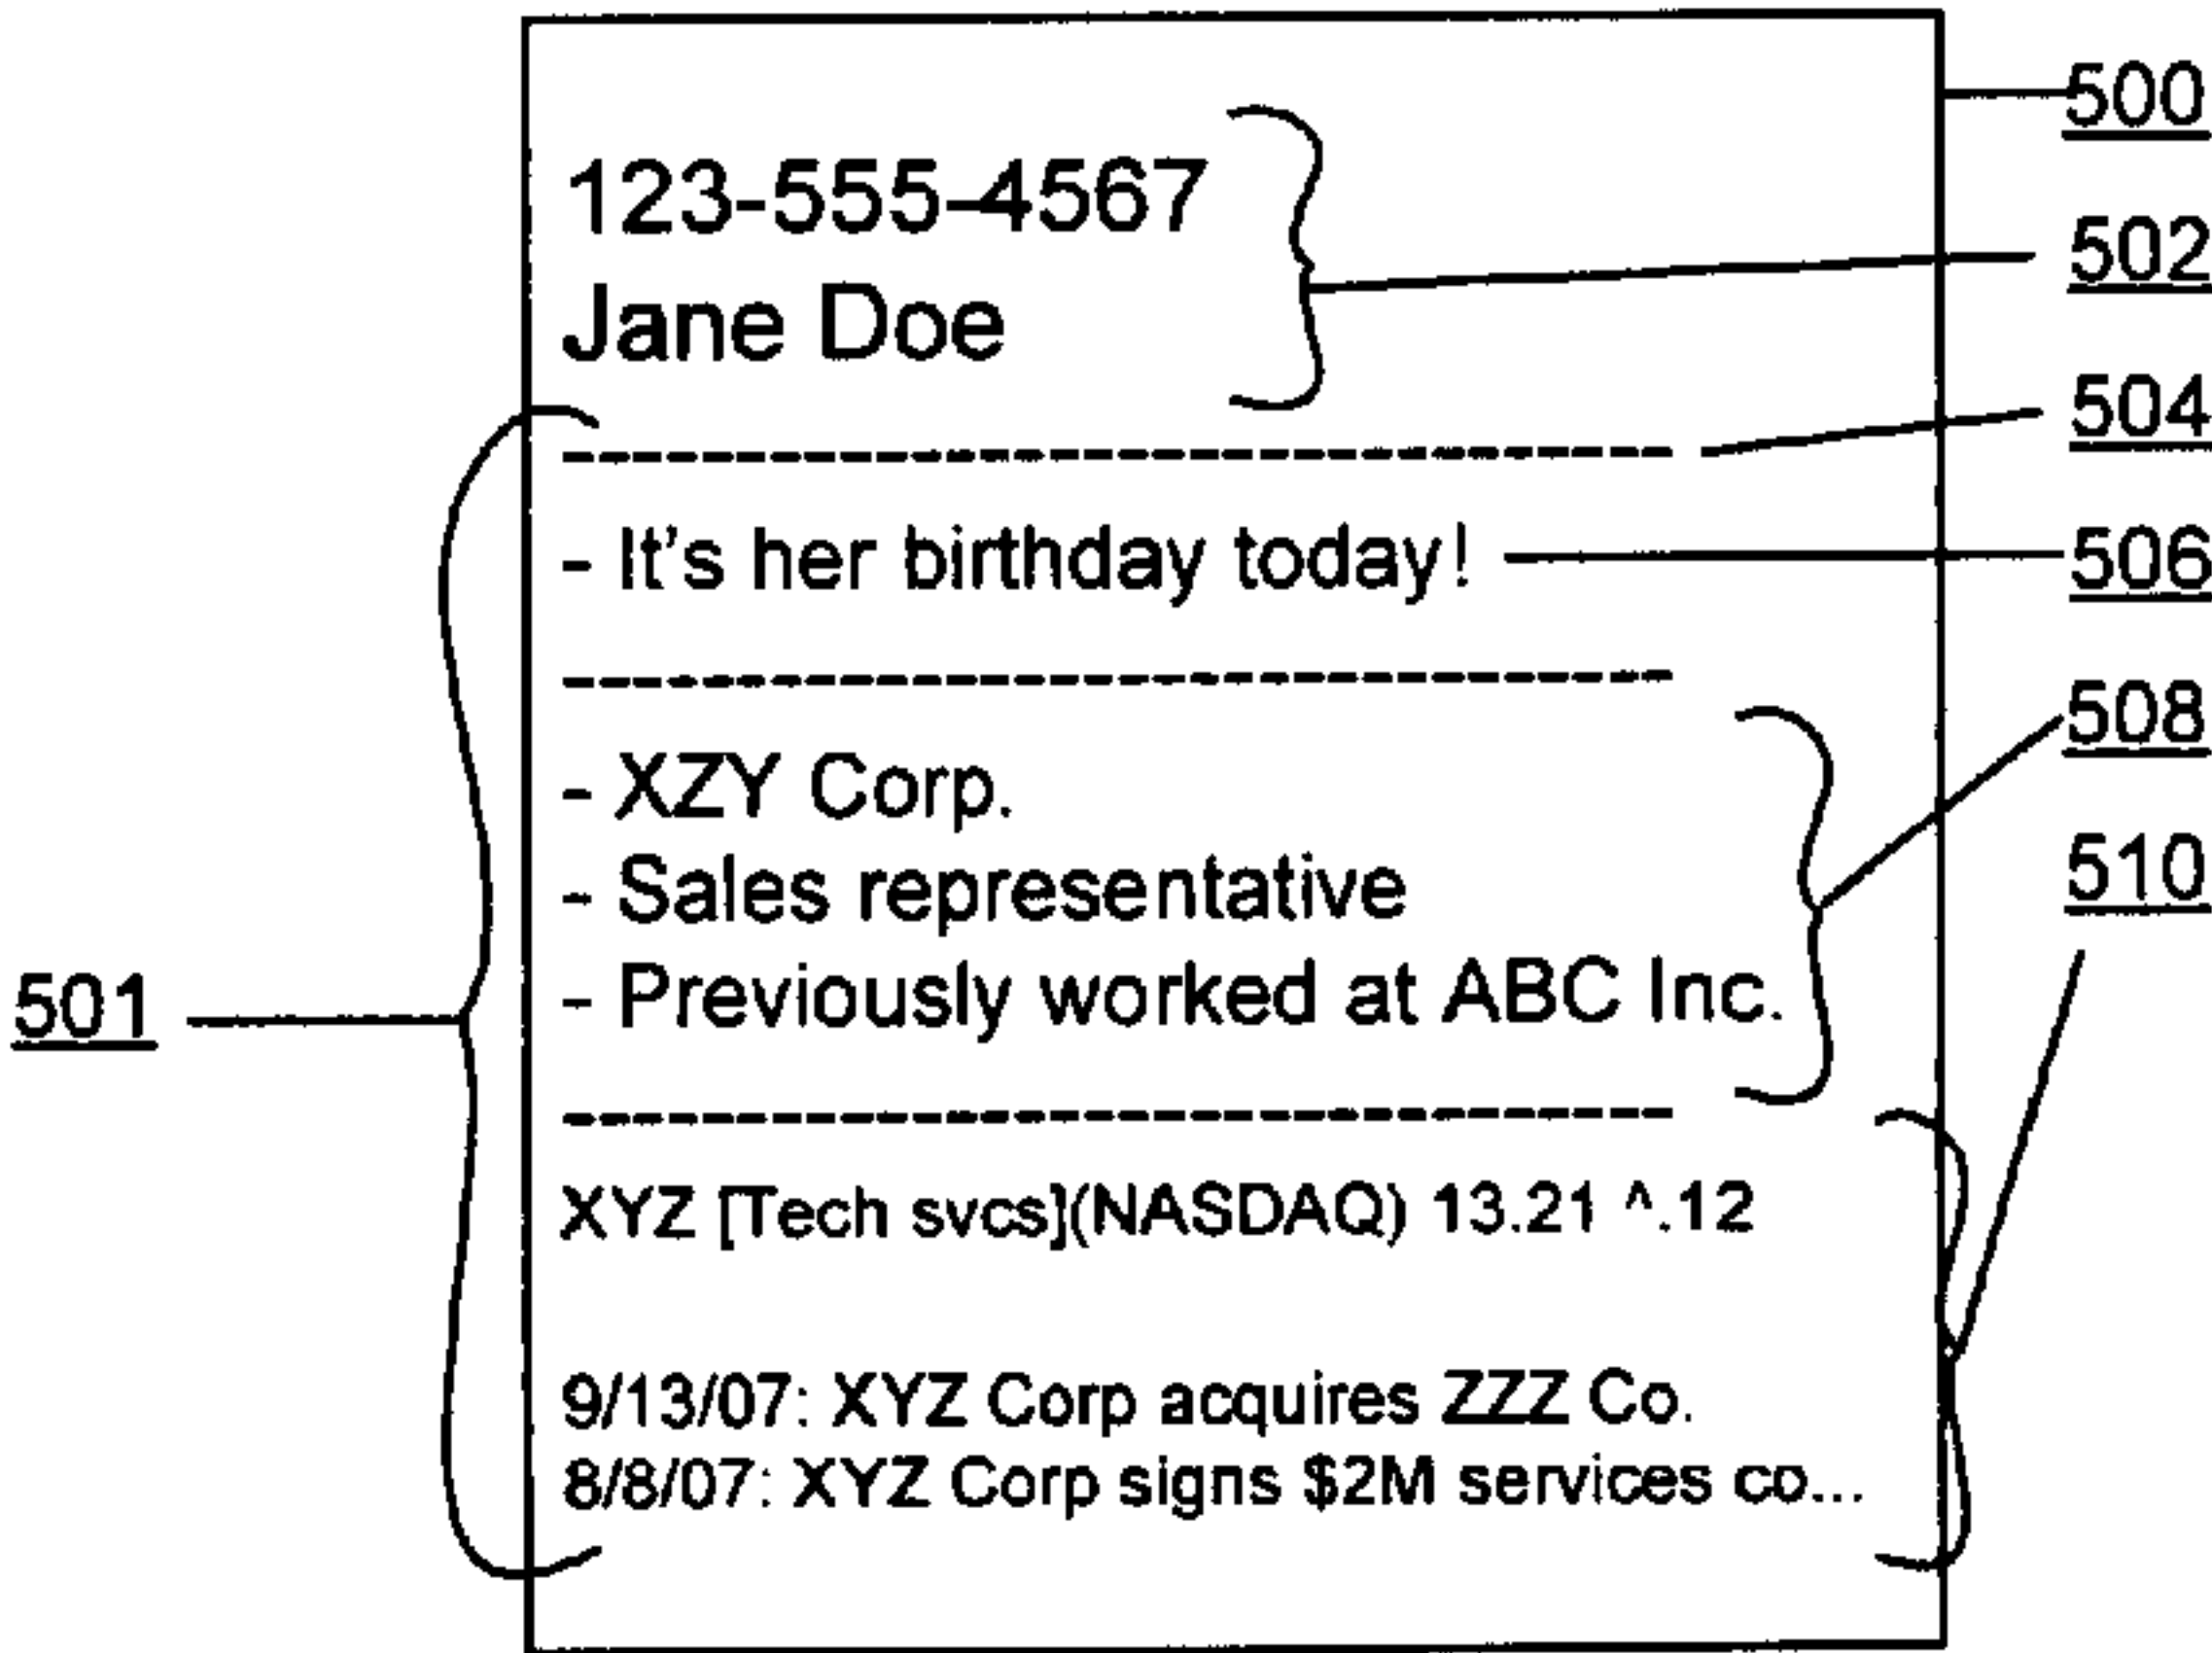 500
123-555-4567
502
Jane Doe
504
- It's her birthday today!
506
508
- XZY Corp.
- Sales representative
510
- Previously worked at ABC Inc.
501
XYZ [Tech svcs](NASDAQ) 13.21 ^.12
9/13/07: XYZ Corp acquires ZZZ Co.
8/8/07: XYZ Corp signs $2M services co...